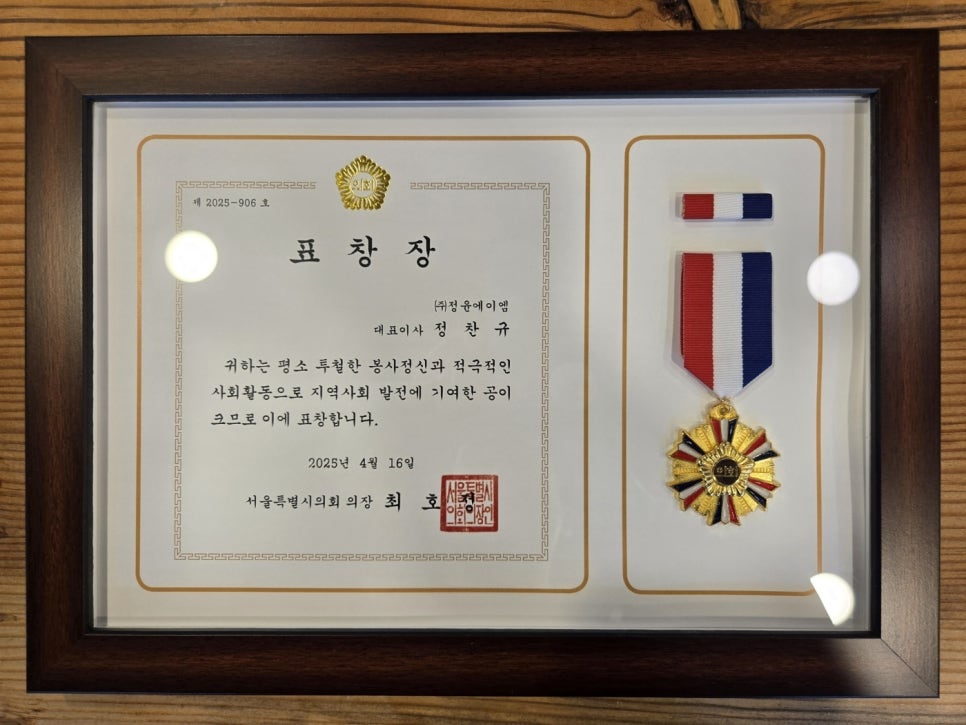 의회
제 2025-906 호
표 창 장
㈜정윤에이엠
대표이사 정 찬 규
귀하는 평소 투철한 봉사정신과 적극적인
사회활동으로 지역사회 발전에 기여한 공이
크므로 이에 표창합니다.
2025년 4월 16일
서울특별시의회 의장 최 호 정
서울특별시
의회의장인
의회